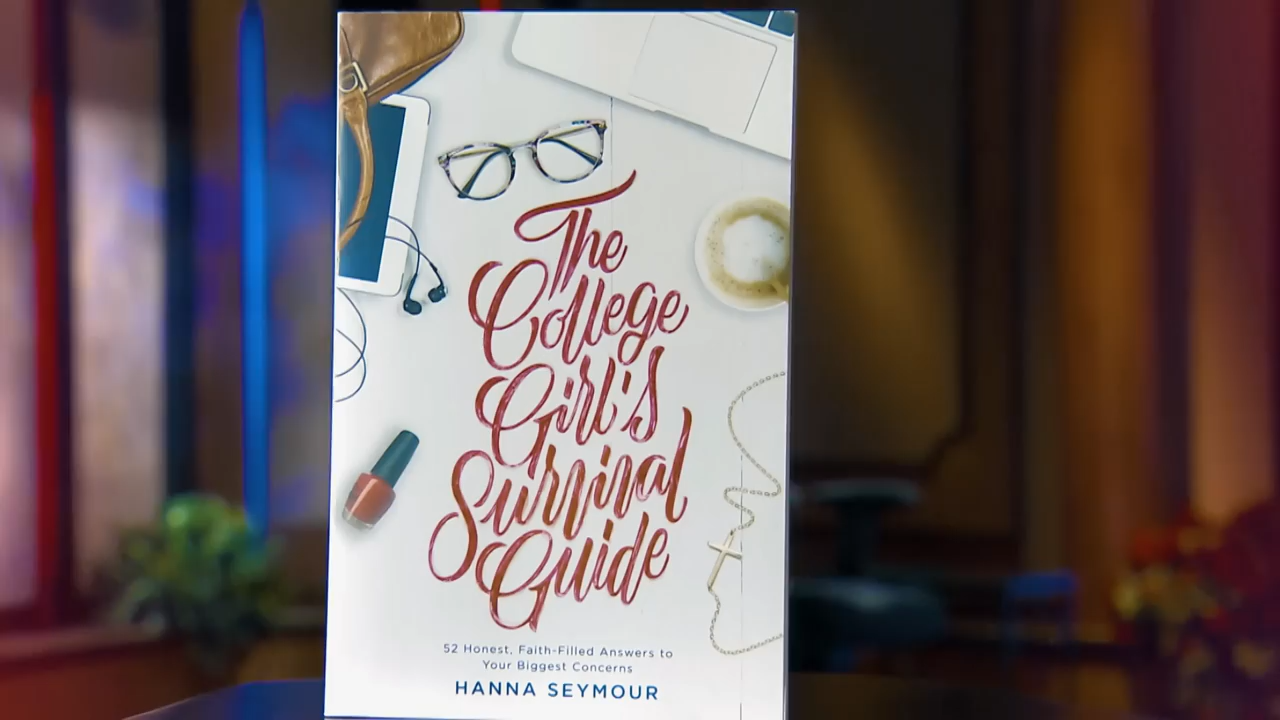 The
College
Girl's
Survival
Guide
52 Honest, Faith-Filled Answers to
Your Biggest Concerns
HANNA SEYMOUR